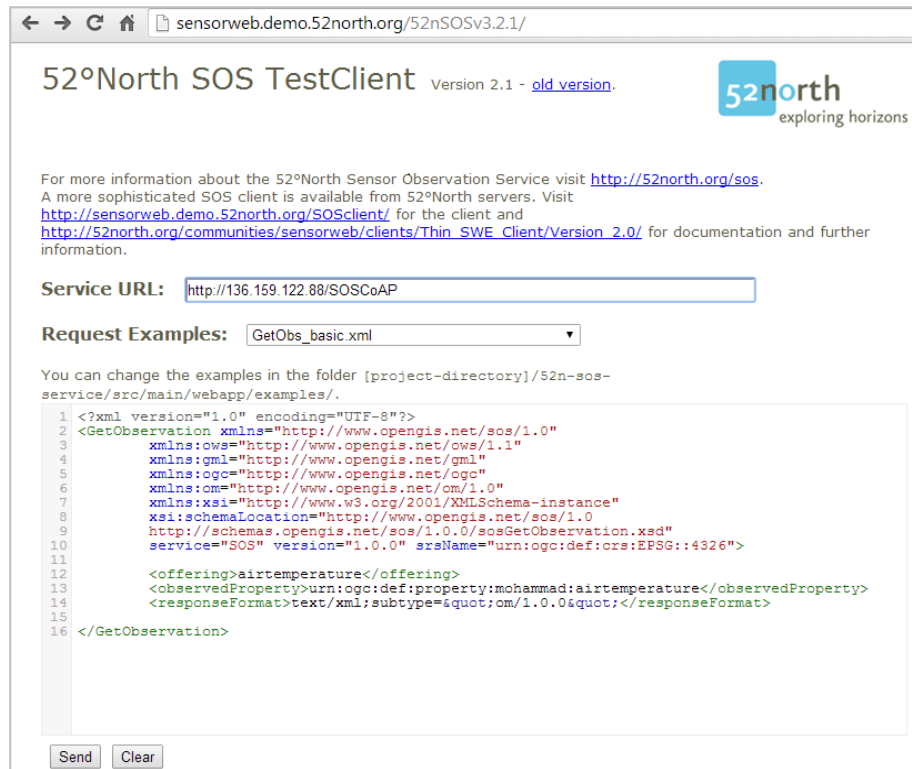 sensorweb.demo.52north.org/52nSOSv3.2.1/
52°North SOS TestClient Version 2.1 - old version.
52north
exploring horizons
For more information about the 52°North Sensor Observation Service visit http://52north.org/sos.
A more sophisticated SOS client is available from 52°North servers. Visit
http://sensorweb.demo.52north.org/SOSclient/ for the client and
http://52north.org/communities/sensorweb/clients/Thin_SWE_Client/Version_2.0/ for documentation and further
information.
Service URL: http://136.159.122.88/SOSCoAP
Request Examples: GetObs_basic.xml
You can change the examples in the folder [project-directory]/52n-sos-
service/src/main/webapp/examples/.
1 <?xml version="1.0" encoding="UTF-8"?>
2 <GetObservation xmlns="http://www.opengis.net/sos/1.0"
3 xmlns:ows="http://www.opengis.net/ows/1.1"
4 xmlns:gml="http://www.opengis.net/gml"
5 xmlns:ogc="http://www.opengis.net/ogc"
6 xmlns:om="http://www.opengis.net/om/1.0"
7 xmlns:xsi="http://www.w3.org/2001/XMLSchema-instance"
8 xsi:schemaLocation="http://www.opengis.net/sos/1.0
9 http://schemas.opengis.net/sos/1.0.0/sosGetObservation.xsd"
10 service="SOS" version="1.0.0" srsName="urn:ogc:def:crs:EPSG::4326">
11
12 <offering>airtemperature</offering>
13 <observedProperty>urn:ogc:def:property:mohammad:airtemperature</observedProperty>
14 <responseFormat>text/xml;subtype=&quot;om/1.0.0&quot;</responseFormat>
15
16 </GetObservation>
Send Clear